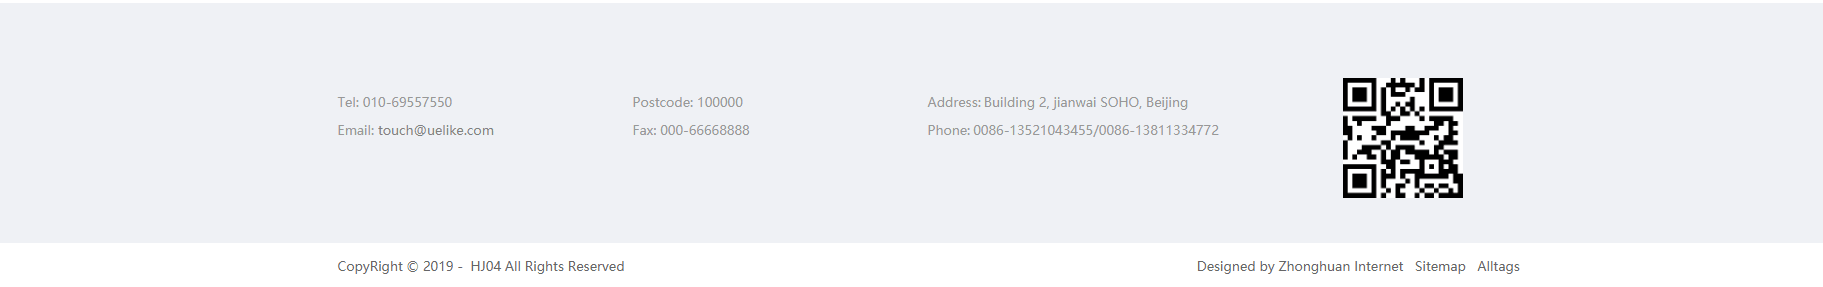 Tel: 010-69557550
Postcode: 100000
Address: Building 2, jianwai SOHO, Beijing
Email: touch@uelike.com
Fax: 000-66668888
Phone: 0086-13521043455/0086-13811334772
CopyRight © 2019 - HJ04 All Rights Reserved
Designed by Zhonghuan Internet Sitemap Alltags